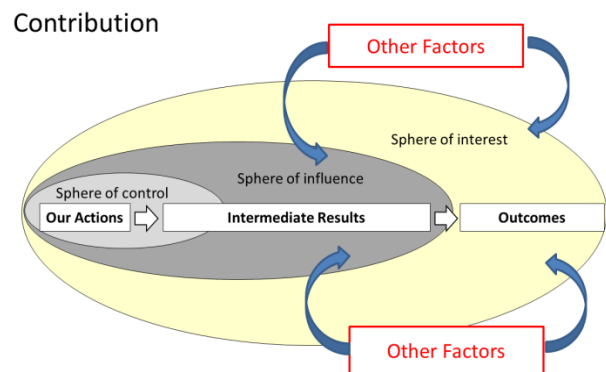 Contribution
Other Factors
Sphere of interest
Sphere of influence
Sphere of control
Our Actions
Intermediate Results
Outcomes
Other Factors